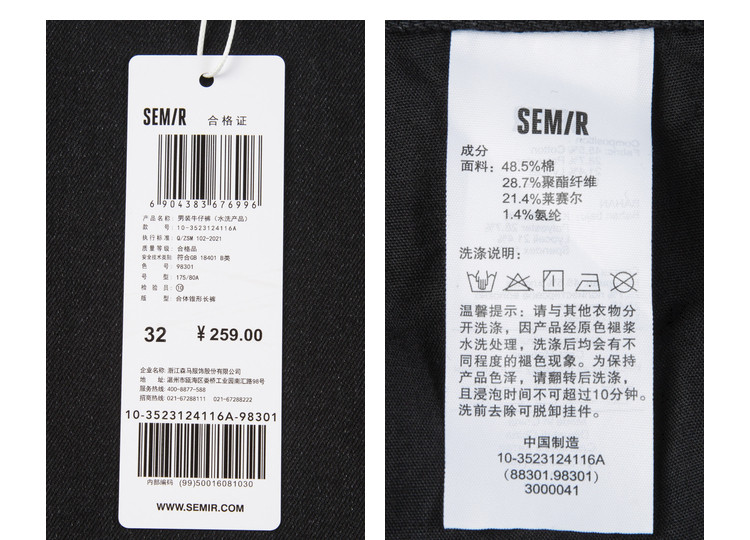 SEMIR 合格证
6 904383 676996
产品名称: 男装牛仔裤（水洗产品）
款 号: 10-3523124116A
执行标准: Q/ZSM 102-2021
质量等级: 合格品
安全技术类别: 符合GB 18401 B类
色 号: 98301
号 型: 175/80A
检 验 员: ⑩
版 型: 合体锥形长裤
32 ¥259.00
企业名称: 浙江森马服饰股份有限公司
地 址: 温州市瓯海区娄桥工业园南汇路98号
服务热线: 400-8877-588
招商热线: 021-67288111 021-67288222
10-3523124116A-98301
内部编码 (99)50016081030
WWW.SEMIR.COM
SEMIR
成分
面料: 48.5%棉
28.7%聚酯纤维
21.4%莱赛尔
1.4%氨纶
洗涤说明:
温馨提示: 请与其他衣物分
开洗涤，因产品经原色褪浆
水洗处理，洗涤后均会有不
同程度的褪色现象。为保持
产品色泽，请翻转后洗涤，
且浸泡时间不可超过10分钟。
洗前去除可脱卸挂件。
中国制造
10-3523124116A
(88301.98301)
3000041